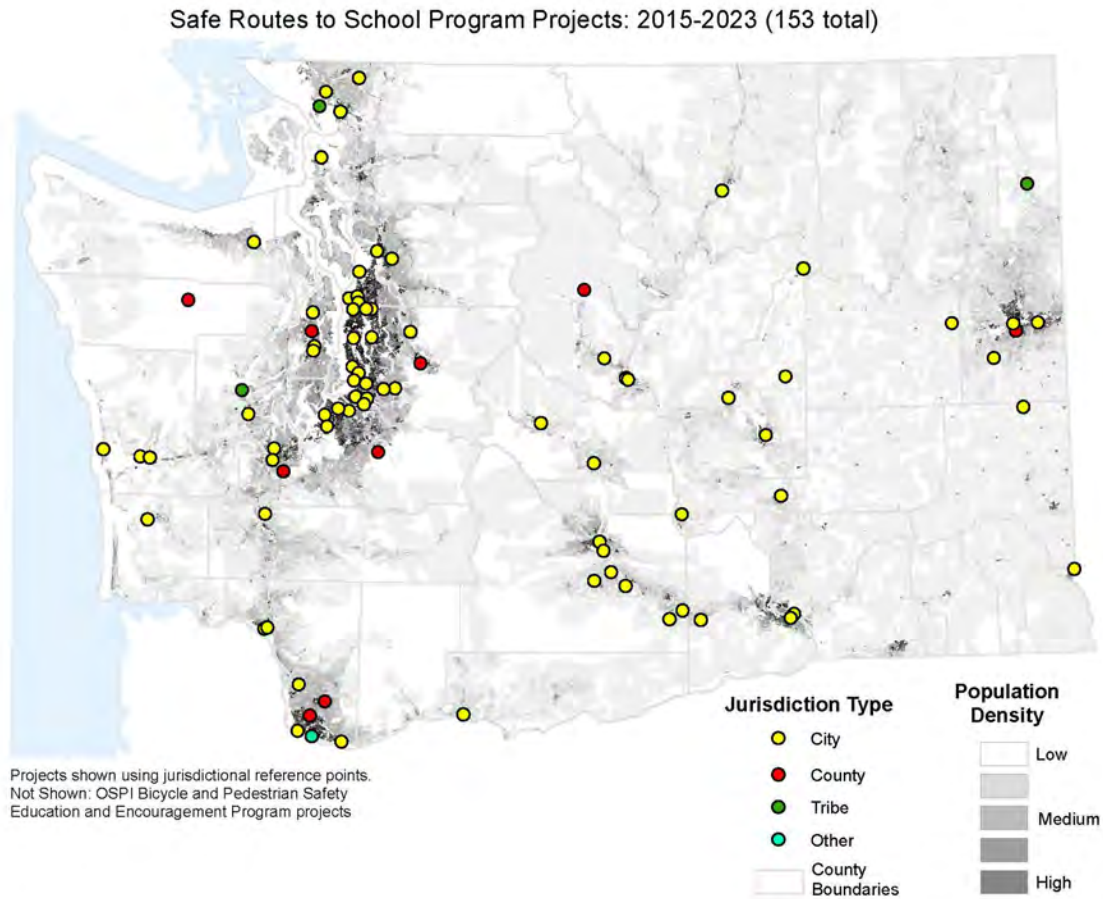 Safe Routes to School Program Projects: 2015-2023 (153 total)
Projects shown using jurisdictional reference points.
Not Shown: OSPI Bicycle and Pedestrian Safety
Education and Encouragement Program projects
Jurisdiction Type
City
County
Tribe
Other
County
Boundaries
Population
Density
Low
Medium
High